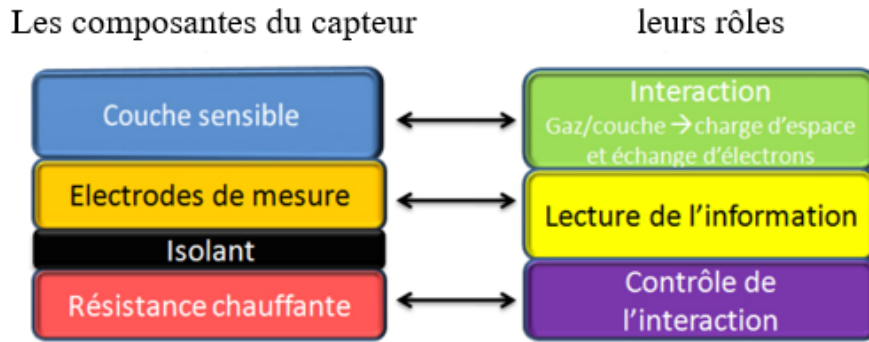 Les composantes du capteur
leurs rôles
Couche sensible
Interaction
Gaz/couche → charge d'espace
et échange d'électrons
Electrodes de mesure
Lecture de l'information
Isolant
Résistance chauffante
Contrôle de
l'interaction